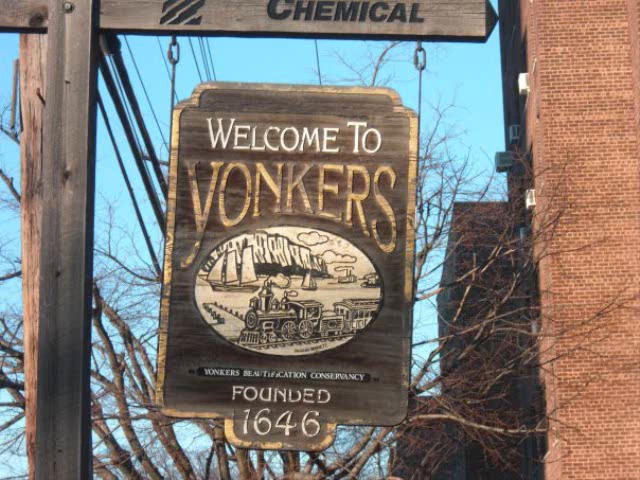 CHEMICAL
WELCOME TO
YONKERS
YONKERS BEAUTIFICATION CONSERVANCY
FOUNDED
1646